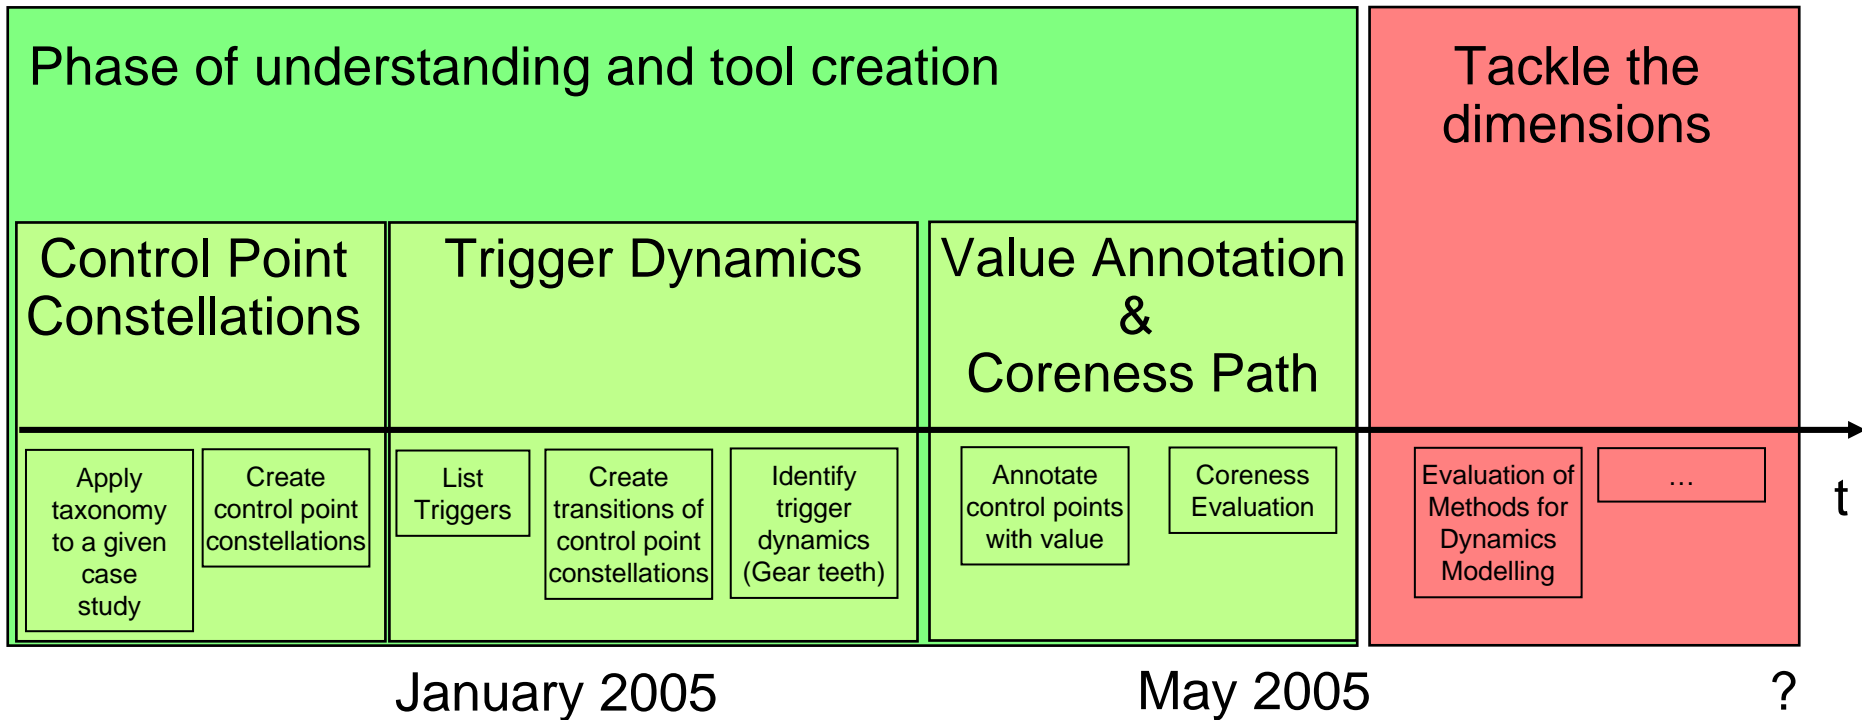 Phase of understanding and tool creation
Tackle the
dimensions
Control Point
Constellations
Trigger Dynamics
Value Annotation
&
Coreness Path
Apply
taxonomy
to a given
case
study
Create
control point
constellations
List
Triggers
Create
transitions of
control point
constellations
Identify
trigger
dynamics
(Gear teeth)
Annotate
control points
with value
Coreness
Evaluation
Evaluation of
Methods for
Dynamics
Modelling
...
t
January 2005
May 2005
?